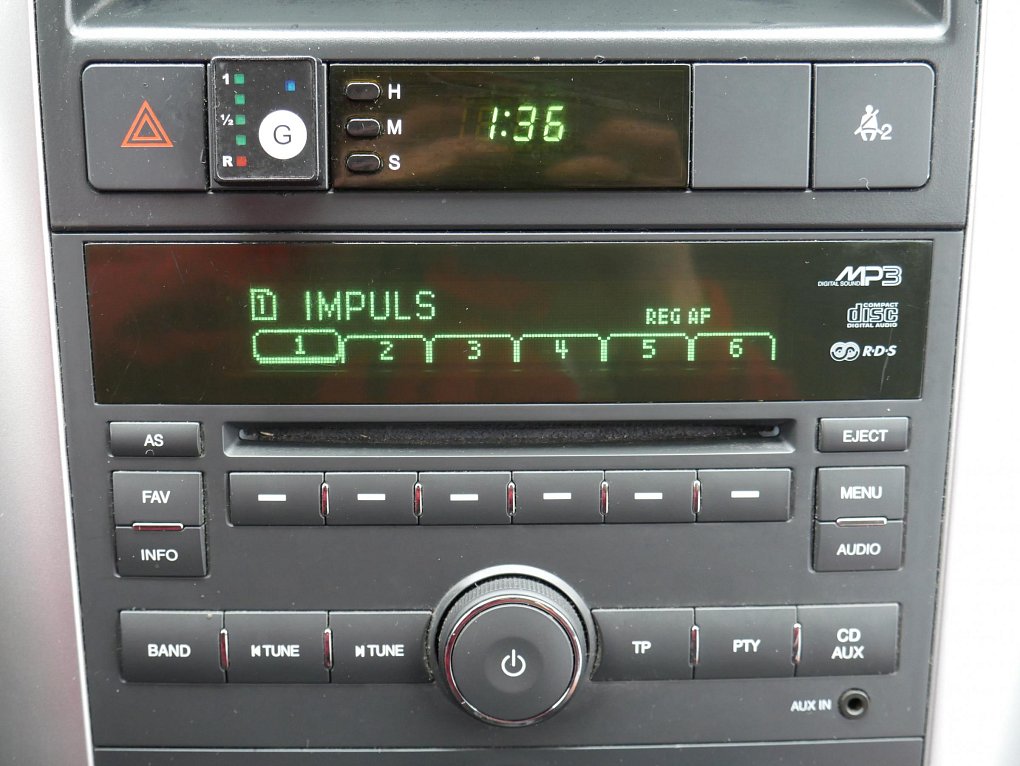 1
½
R
G
H
M
S
1:36
2
1 IMPULS
REG AF
1 2 3 4 5 6
MP3
DIGITAL SOUND
COMPACT
disc
DIGITAL AUDIO
R·D·S
AS
EJECT
FAV
INFO
MENU
AUDIO
BAND
TUNE
TUNE
TP
PTY
CD
AUX
AUX IN